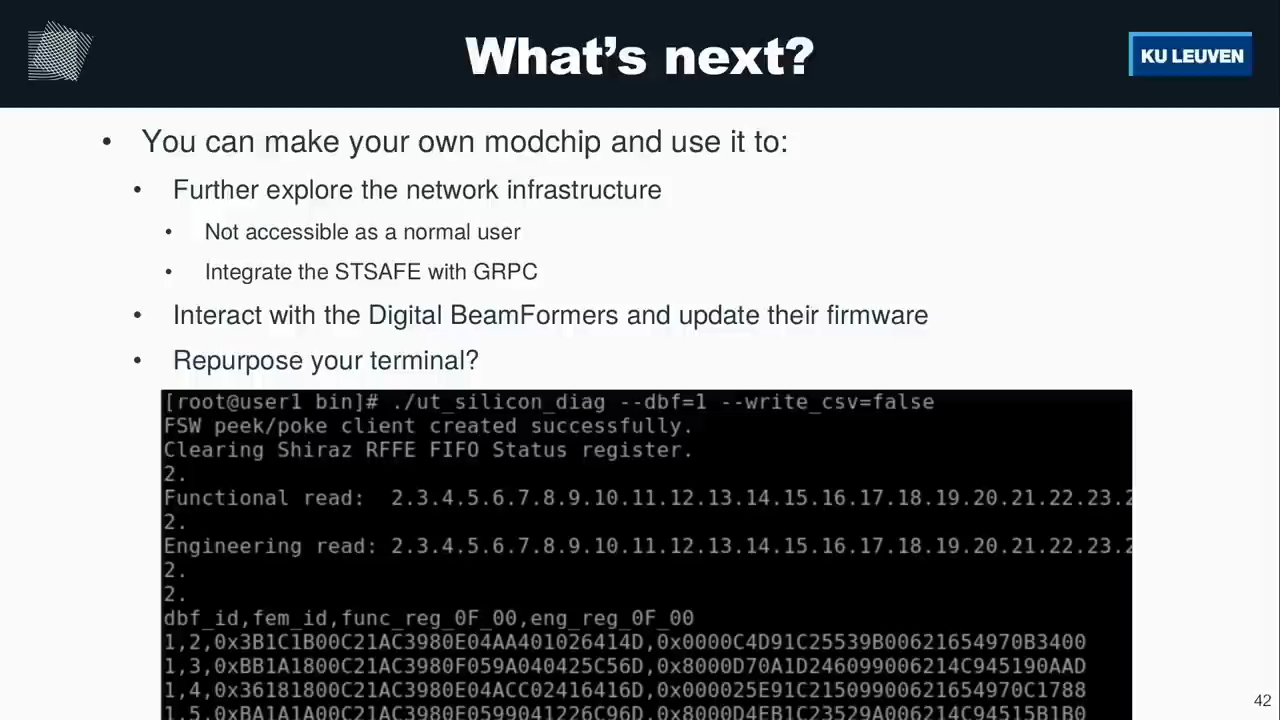 What's next?
KU LEUVEN
• You can make your own modchip and use it to:
• Further explore the network infrastructure
• Not accessible as a normal user
• Integrate the STSAFE with GRPC
• Interact with the Digital BeamFormers and update their firmware
• Repurpose your terminal?
[root@user1 bin]# ./ut_silicon_diag --dbf=1 --write_csv=false
FSW peek/poke client created successfully.
Clearing Shiraz RFFE FIFO Status register.
2.
Functional read:  2.3.4.5.6.7.8.9.10.11.12.13.14.15.16.17.18.19.20.21.22.23.2
2.
Engineering read: 2.3.4.5.6.7.8.9.10.11.12.13.14.15.16.17.18.19.20.21.22.23.2
2.
2.
dbf_id,fem_id,func_reg_0F_00,eng_reg_0F_00
1,2,0x3B1C1B00C21AC3980E04AA401026414D,0x0000C4D91C25539B00621654970B3400
1,3,0xBB1A1800C21AC3980F059A040425C56D,0x8000D70A1D246099006214C945190AAD
1,4,0x36181800C21AC3980E04ACC02416416D,0x000025E91C21509900621654970C1788
1,5,0xBA1A1A00C21AC3980E0599041226C96D,0x8000D4EB1C23529A006214C94515B1B0
42